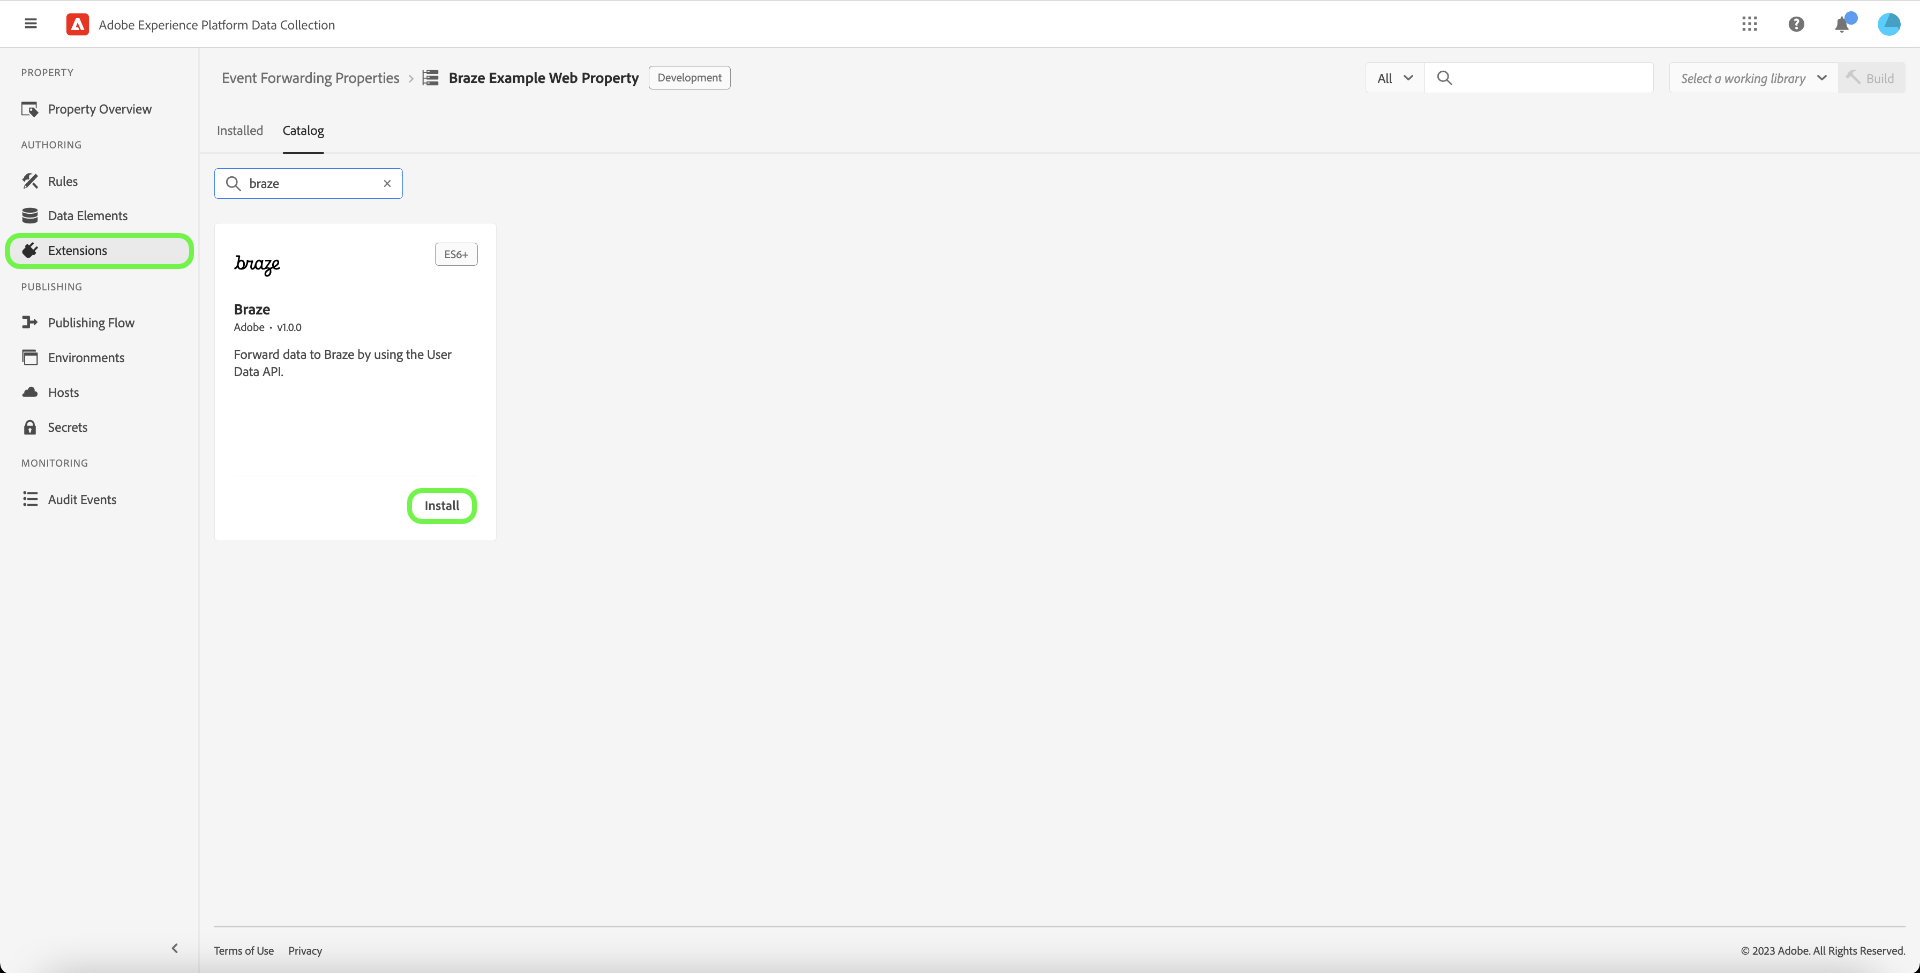 Adobe Experience Platform Data Collection
PROPERTY
Property Overview
AUTHORING
Rules
Data Elements
Extensions
PUBLISHING
Publishing Flow
Environments
Hosts
Secrets
MONITORING
Audit Events
Event Forwarding Properties > Braze Example Web Property Development
All
Select a working library
Build
Installed Catalog
braze
braze
ES6+
Braze
Adobe • v1.0.0
Forward data to Braze by using the User
Data API.
Install
Terms of Use Privacy
© 2023 Adobe. All Rights Reserved.